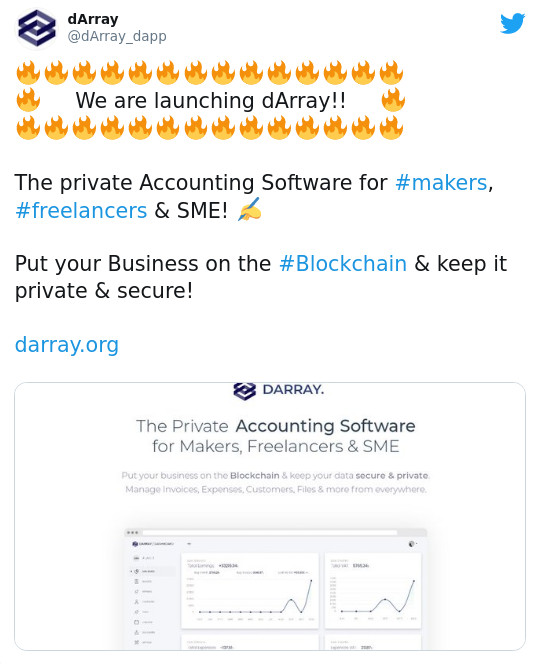 dArray
@dArray_dapp
🔥🔥🔥🔥🔥🔥🔥🔥🔥🔥🔥🔥🔥🔥
🔥 We are launching dArray!! 🔥
🔥🔥🔥🔥🔥🔥🔥🔥🔥🔥🔥🔥🔥🔥
The private Accounting Software for #makers,
#freelancers & SME! ✍️
Put your Business on the #Blockchain & keep it
private & secure!
darray.org
DARRAY.
The Private Accounting Software
for Makers, Freelancers & SME
Put your business on the Blockchain & keep your data secure & private.
Manage Invoices, Expenses, Customers, Files & more from everywhere.